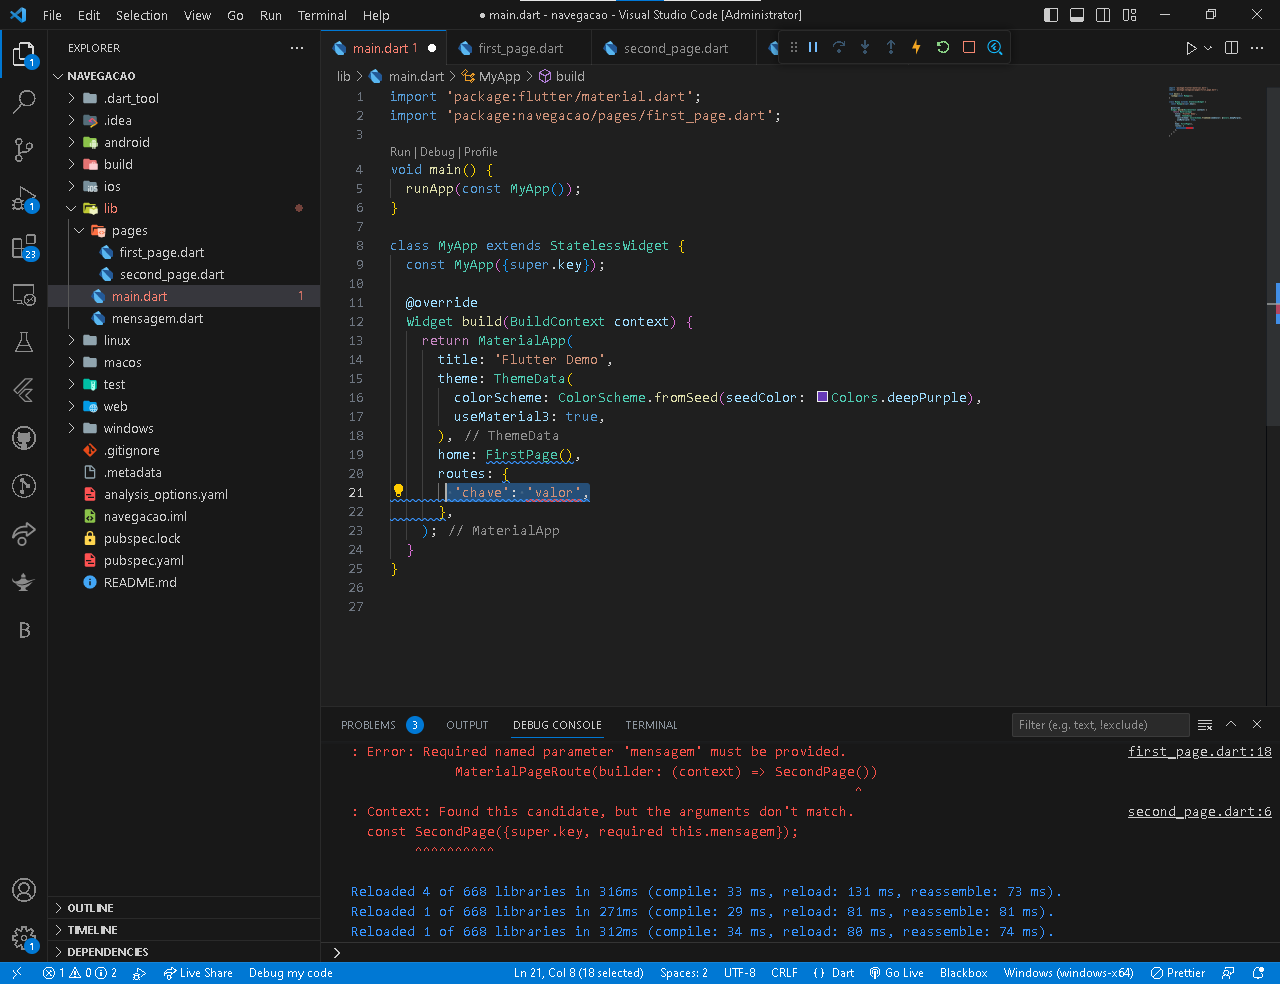 File Edit Selection View Go Run Terminal Help
● main.dart - navegacao - Visual Studio Code [Administrator]
EXPLORER
NAVEGACAO
.dart_tool
.idea
android
build
ios
lib
pages
first_page.dart
second_page.dart
main.dart 1
mensagem.dart
linux
macos
test
web
windows
.gitignore
.metadata
analysis_options.yaml
navegacao.iml
pubspec.lock
pubspec.yaml
README.md
OUTLINE
TIMELINE
DEPENDENCIES
1
1
23
1
B
main.dart 1
first_page.dart
second_page.dart
lib > main.dart > MyApp > build
1 import 'package:flutter/material.dart';
2 import 'package:navegacao/pages/first_page.dart';
3
Run | Debug | Profile
4 void main() {
5 runApp(const MyApp());
6 }
7
8 class MyApp extends StatelessWidget {
9 const MyApp({super.key});
10
11 @override
12 Widget build(BuildContext context) {
13 return MaterialApp(
14 title: 'Flutter Demo',
15 theme: ThemeData(
16 colorScheme: ColorScheme.fromSeed(seedColor: Colors.deepPurple),
17 useMaterial3: true,
18 ), // ThemeData
19 home: FirstPage(),
20 routes: {
21 'chave': 'valor',
22 },
23 ); // MaterialApp
24 }
25 }
26
27
PROBLEMS 3 OUTPUT DEBUG CONSOLE TERMINAL
Filter (e.g. text, !exclude)
: Error: Required named parameter 'mensagem' must be provided. first_page.dart:18
MaterialPageRoute(builder: (context) => SecondPage())
^
: Context: Found this candidate, but the arguments don't match. second_page.dart:6
const SecondPage({super.key, required this.mensagem});
^^^^^^^^^^
Reloaded 4 of 668 libraries in 316ms (compile: 33 ms, reload: 131 ms, reassemble: 73 ms).
Reloaded 1 of 668 libraries in 271ms (compile: 29 ms, reload: 81 ms, reassemble: 81 ms).
Reloaded 1 of 668 libraries in 312ms (compile: 34 ms, reload: 80 ms, reassemble: 74 ms).
>
1 0 2 Live Share Debug my code Ln 21, Col 8 (18 selected) Spaces: 2 UTF-8 CRLF {} Dart Go Live Blackbox Windows (windows-x64) Prettier